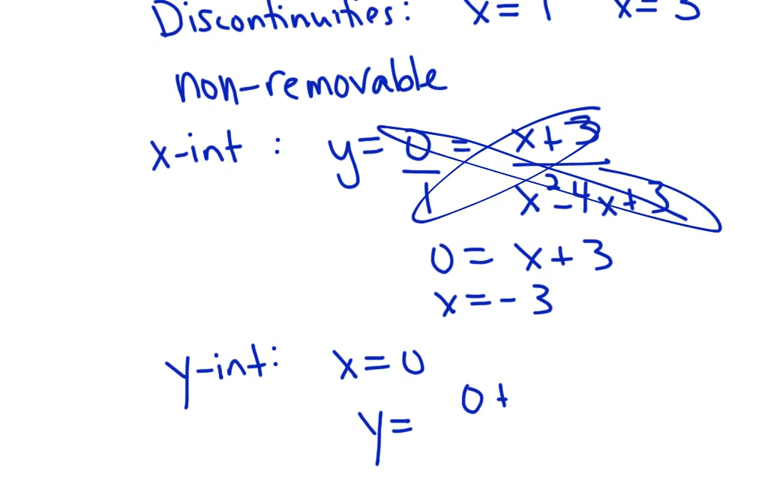 Discontinuities: x = 1 x = 3
non-removable
x-int : y = 0/1 = (x + 3)/(x² - 4x + 3)
0 = x + 3
x = - 3
y-int: x = 0
y = 0 +